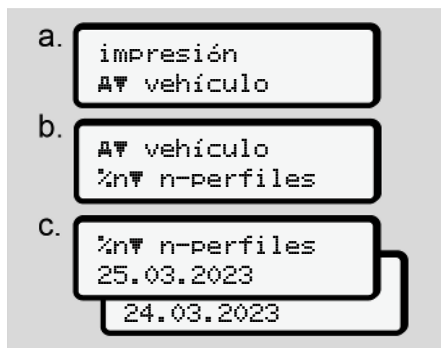 a.
impresión
A▼ vehículo
b.
A▼ vehículo
%n▼ n-perfiles
c.
%n▼ n-perfiles
25.03.2023
24.03.2023